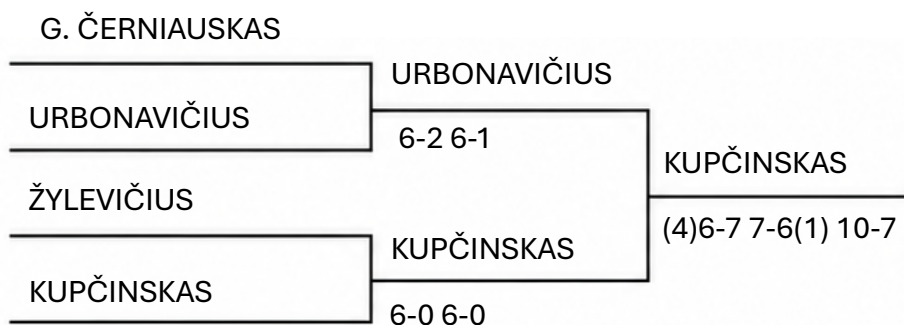 G. ČERNIAUSKAS
URBONAVIČIUS
URBONAVIČIUS
6-2 6-1
ŽYLEVIČIUS
KUPČINSKAS
KUPČINSKAS
6-0 6-0
KUPČINSKAS
(4)6-7 7-6(1) 10-7